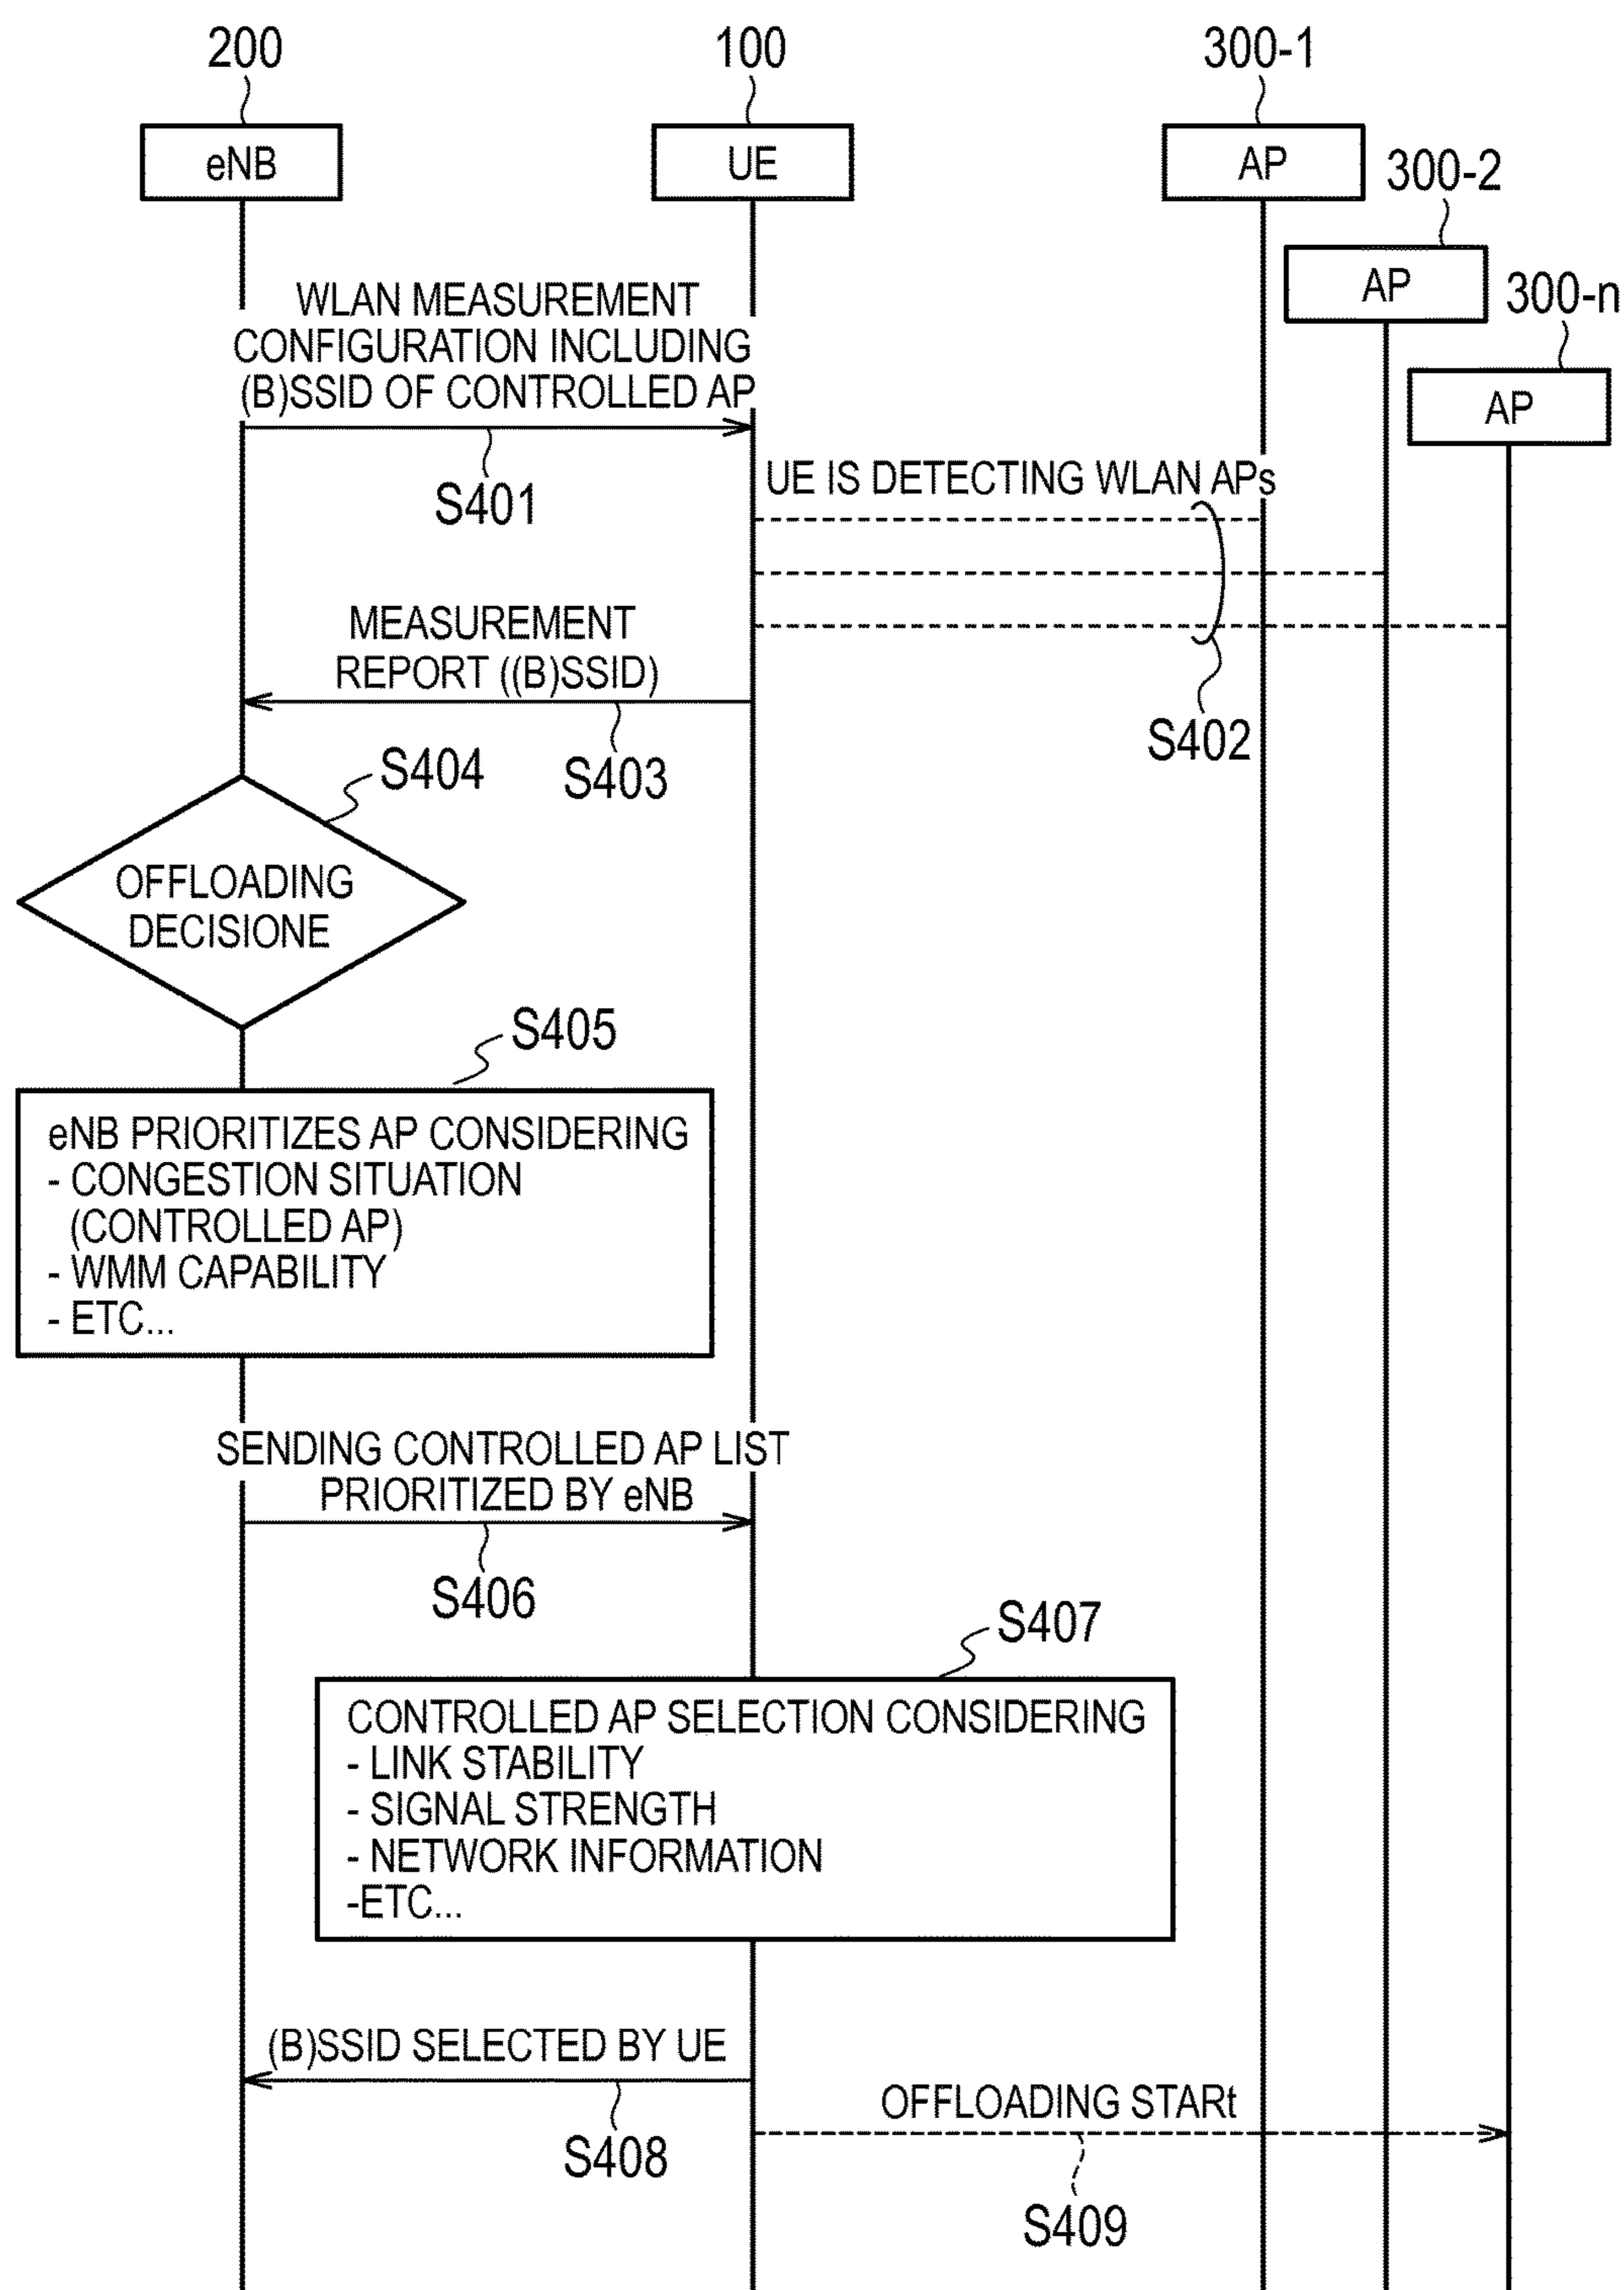 200
100
300-1
eNB
UE
AP
300-2
AP
300-n
AP
WLAN MEASUREMENT
CONFIGURATION INCLUDING
(B)SSID OF CONTROLLED AP
S401
UE IS DETECTING WLAN APs
S402
MEASUREMENT
REPORT ((B)SSID)
S403
S404
OFFLOADING
DECISIONE
S405
eNB PRIORITIZES AP CONSIDERING
- CONGESTION SITUATION
(CONTROLLED AP)
- WMM CAPABILITY
- ETC...
SENDING CONTROLLED AP LIST
PRIORITIZED BY eNB
S406
S407
CONTROLLED AP SELECTION CONSIDERING
- LINK STABILITY
- SIGNAL STRENGTH
- NETWORK INFORMATION
-ETC...
(B)SSID SELECTED BY UE
S408
OFFLOADING STARt
S409